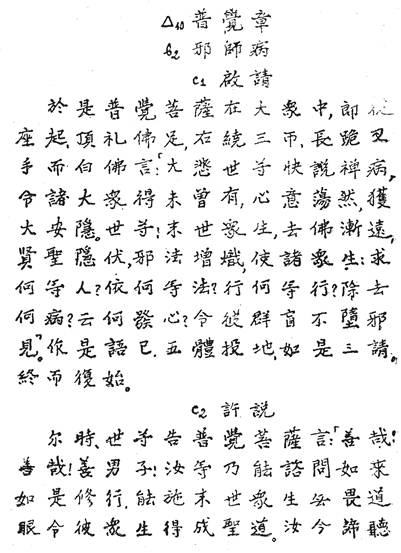 △10 普覺章
b2 邪師病
c1 啟請
於是普覺菩薩在大衆中,即從
座起,頂礼佛足,右繞三帀,長跪叉
手而白佛言:「大悲世尊快說禅病,
令諸大衆得未曾有,心意蕩然,獲
大安隱。世尊!末世衆生,去佛漸遠,
賢聖隱伏,邪法增熾,使諸衆生:求
何等人?依何等法?行何等行?除去
何病?云何發心?令彼群盲不墮邪
見。」作是語已,五體投地,如是三請。
終而復始。
c2 許說
尔時,世尊告普覺菩薩言:「善哉!
善哉!善男子!汝等乃能諮問如來
如是修行,能施末世衆生无畏道
眼,令彼衆生得成聖道。汝今諦聽